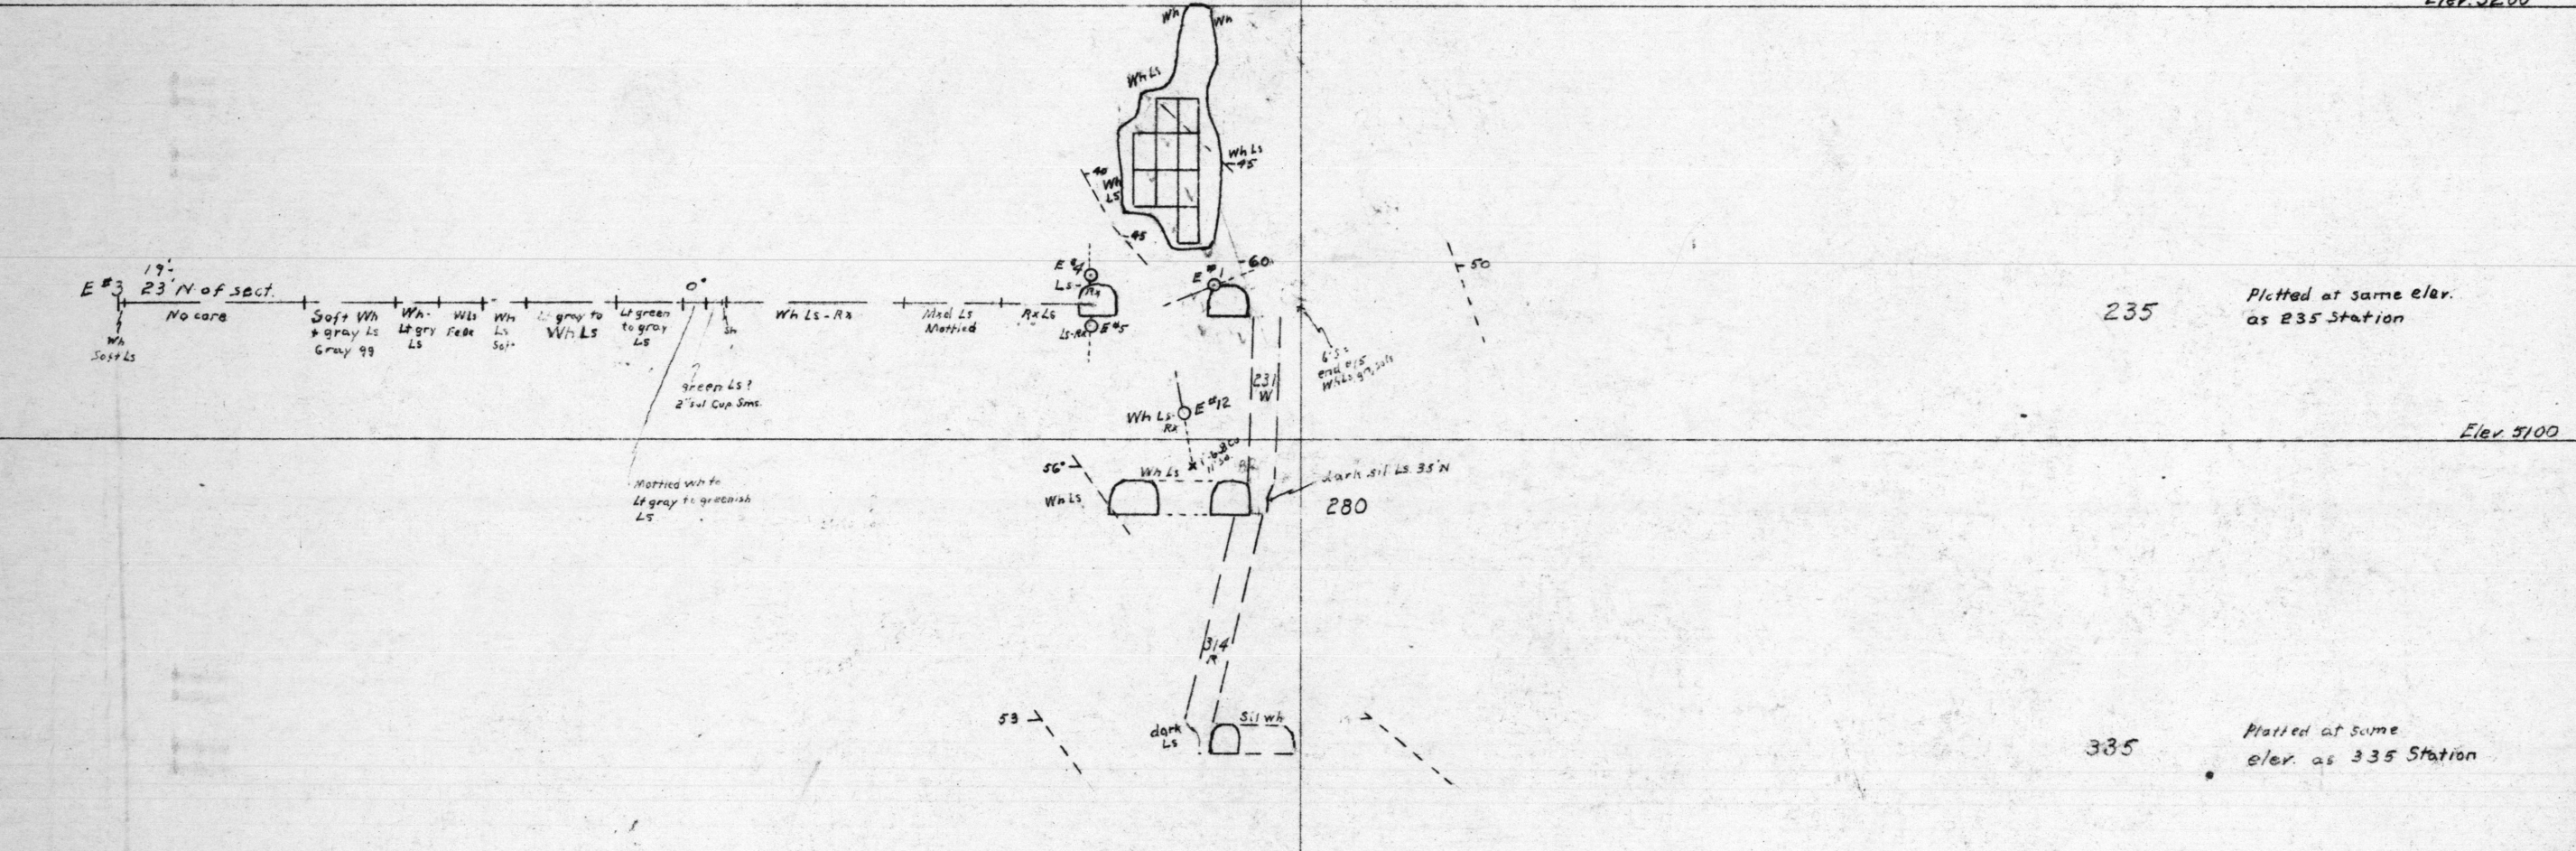 Elev. 5200
Wh
Wh
Wh Ls
Wh Ls
45
40
Wh
LS
45
E #3
19'-
23' N of sect.
No core
Wh
Soft Ls
Soft Wh
+ gray Ls
Gray gg
Wh-
Lt gry
Ls
Wh
Ls
gray to
Wh Ls
Lt green
to gray
Ls
0°
Wh Ls - Rx
Mxd Ls
Mottled
Rx Ls
E #4
Ls-
Rx
Ls-Rx
E #5
E #1
60
50
235
Plotted at same elev.
as 235 Station
green Ls?
Mottled wh to
Lt gray to greenish
LS
231
W
Wh Ls-
Rx
E #12
Elev. 5100
56°
Wh Ls
Wh Ls
dark sil Ls 35'N
280
314
R
53
dark
Ls
Sil wh
335
Plotted at same
elev. as 335 Station